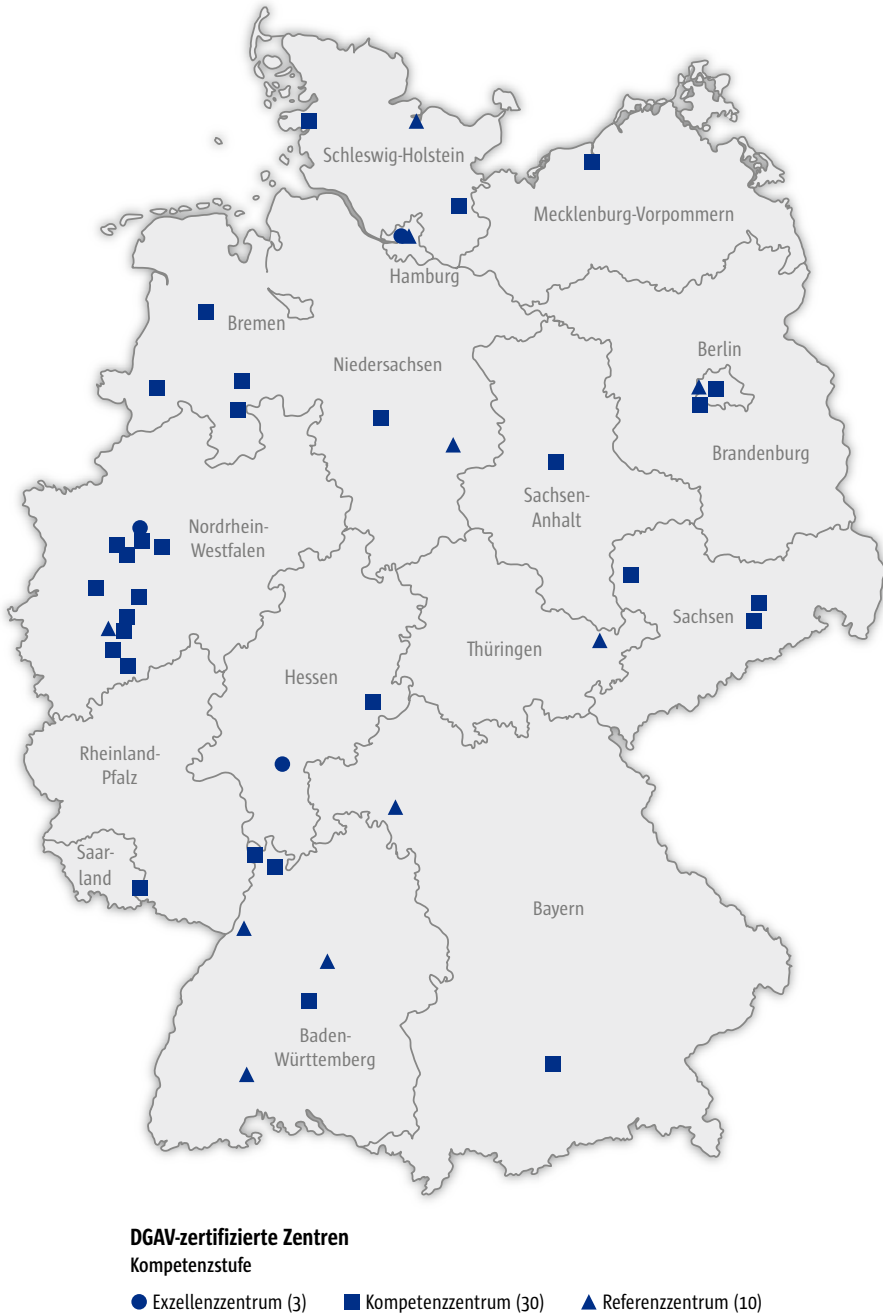 Schleswig-Holstein
Mecklenburg-Vorpommern
Hamburg
Bremen
Berlin
Niedersachsen
Brandenburg
Sachsen-
Anhalt
Nordrhein-
Westfalen
Sachsen
Thüringen
Hessen
Rheinland-
Pfalz
Saar-
land
Bayern
Baden-
Württemberg
DGAV-zertifizierte Zentren
Kompetenzstufe
Exzellenzzentrum (3) Kompetenzzentrum (30) Referenzzentrum (10)